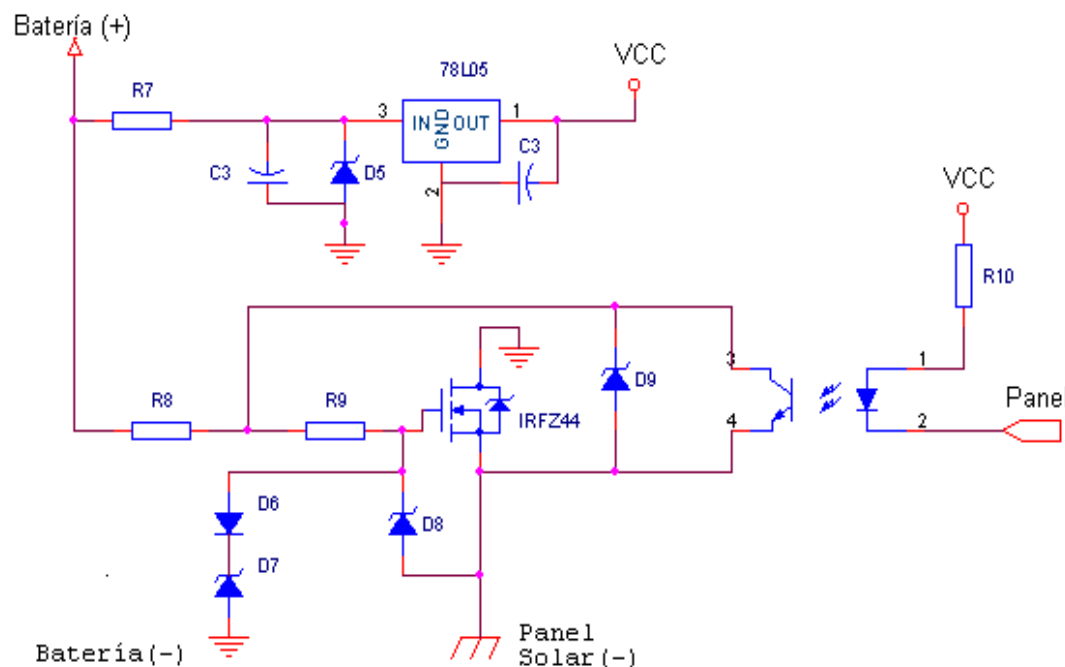 Batería (+)
R7
78L05
VCC
3
1
IN
GND
OUT
C3
D5
2
C3
VCC
R10
3
1
D9
R8
R9
IRFZ44
4
2
Panel
D6
D8
D7
Batería(-)
Panel
Solar(-)